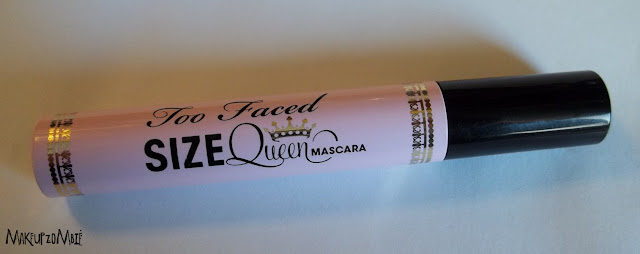 Too Faced
SIZE Queen MASCARA
MAKEUPZOMBIE